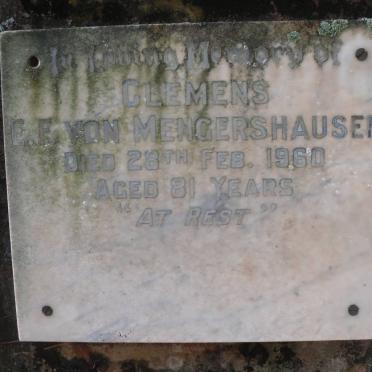 In Loving Memory of
CLEMENS
E.F. VON MENGERSHAUSEN
DIED 28TH FEB. 1960
AGED 81 YEARS
"AT REST"